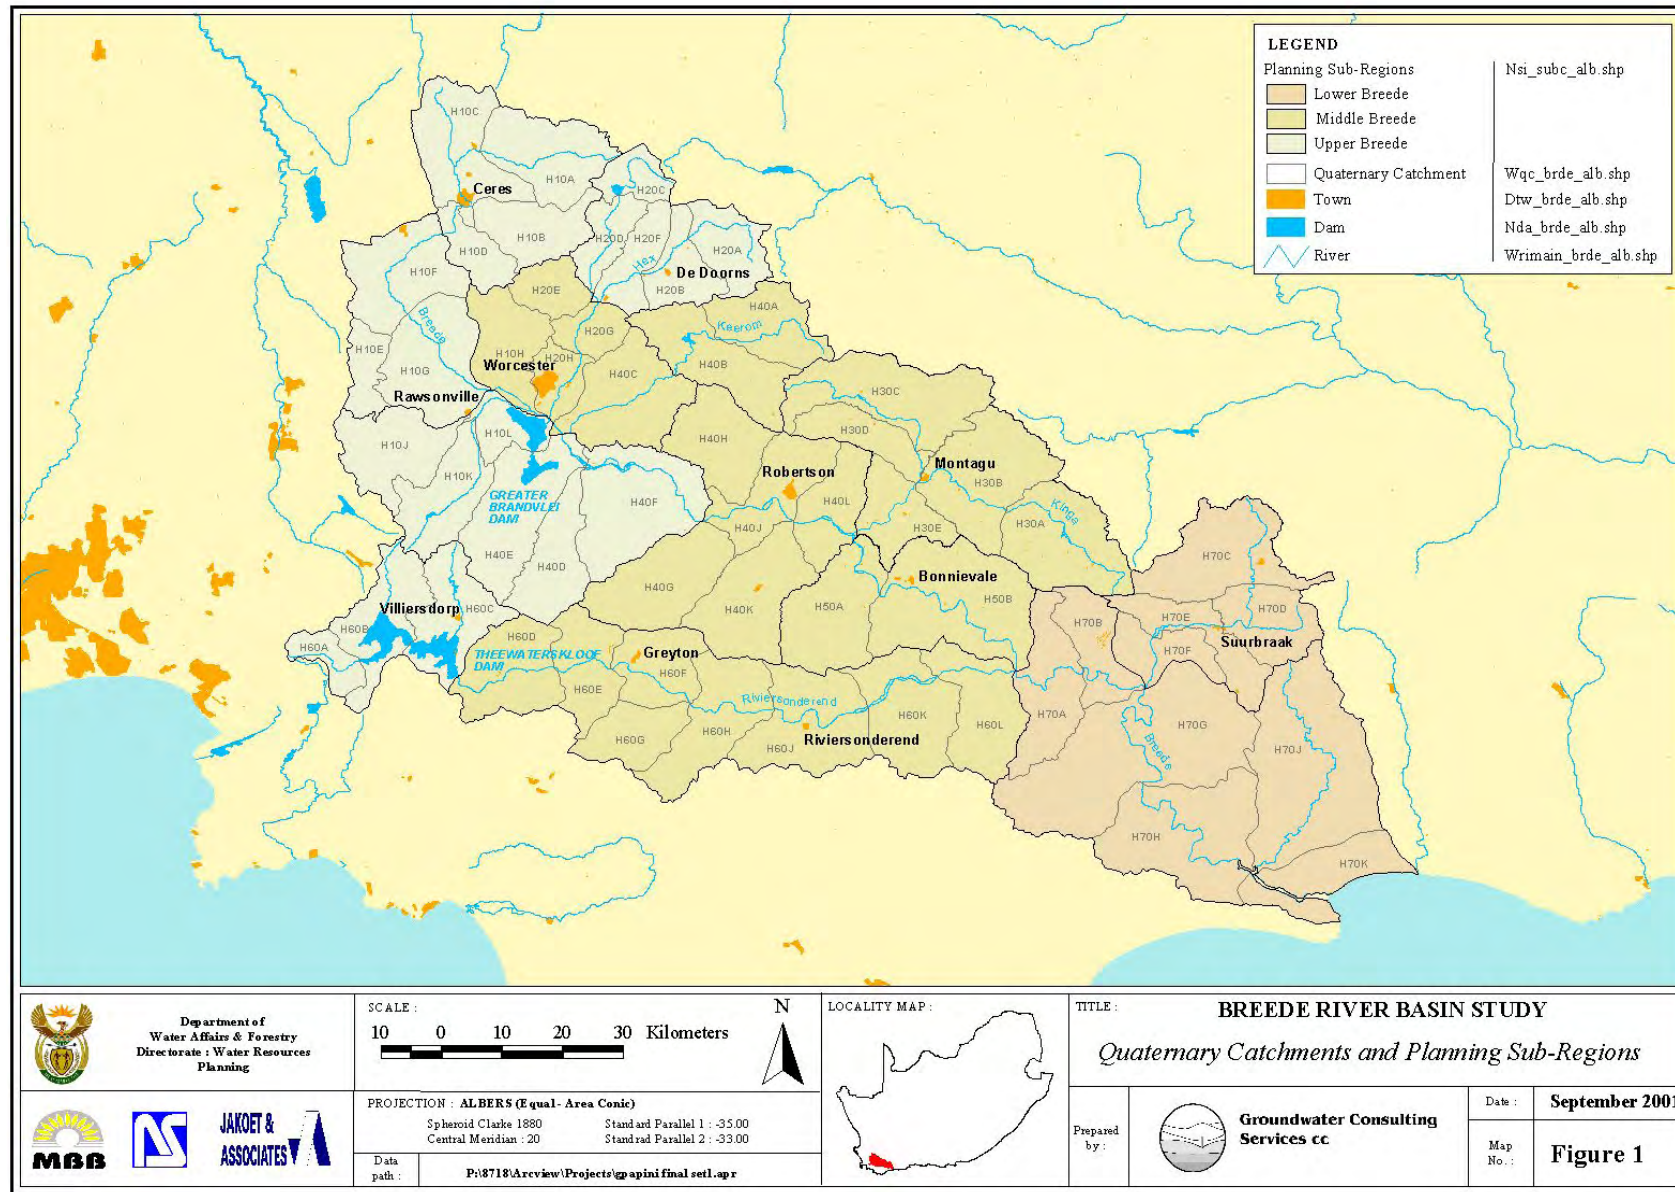 LEGEND
Planning Sub-Regions
Nsi_subc_alb.shp
Lower Breede
Middle Breede
Upper Breede
Quaternary Catchment
Wqc_brde_alb.shp
Town
Dtw_brde_alb.shp
Dam
Nda_brde_alb.shp
River
Wrimain_brde_alb.shp
H10C
H10A
Ceres
H20C
H10B
H10D
H20D
H20F
H20A
Hex
De Doorns
H10F
H20B
H20E
H40A
Breede
H20G
Keerom
H10E
H10H
H20H
Worcester
H10G
H40C
H40B
Rawsonville
H30C
H10J
H10L
H40H
H30D
H10K
Robertson
Montagu
H30B
GREATER
BRANDVLEI
DAM
H40F
H40L
Kinga
H40J
H30E
H30A
H40E
H40D
H70C
H40G
H40K
Bonnievale
H50A
H50B
Villiersdorp
H60C
H60B
H60A
H60D
H70B
H70E
H70D
Suurbraak
H70F
THEEWATERSKLOOF
DAM
Greyton
H60F
H60E
Riviersonderend
H60K
H60L
H70A
H70G
H70J
Breede
H60G
H60H
H60J
Riviersonderend
H70H
H70K
Department of
Water Affairs & Forestry
Directorate : Water Resources
Planning
MBB
NS
JAKOET &
ASSOCIATES
SCALE :
10 0 10 20 30 Kilometers
N
PROJECTION : ALBERS (Equal- Area Conic)
Spheroid Clarke 1880
Standard Parallel 1 : -35.00
Central Meridian : 20
Standrad Parallel 2 : -33.00
Data
path :
P:\8718\Arcview\Projects\gpapini final set1.apr
LOCALITY MAP :
TITLE :
BREEDE RIVER BASIN STUDY
Quaternary Catchments and Planning Sub-Regions
Prepared
by :
Groundwater Consulting
Services cc
Date :
September 2001
Map
No. :
Figure 1